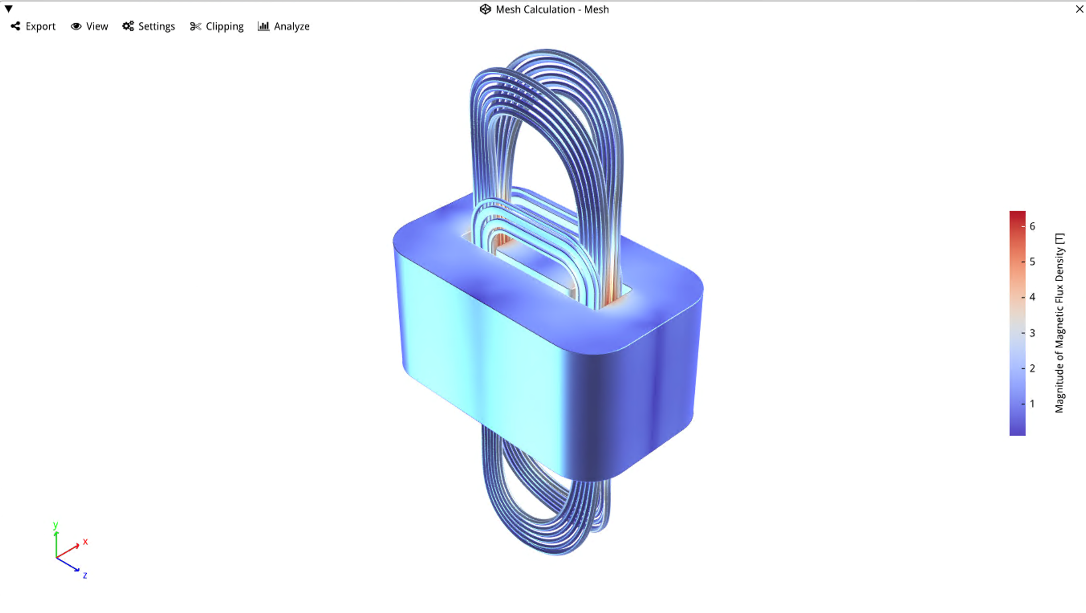 Mesh Calculation - Mesh
Export View Settings Clipping Analyze
6
5
4
3
2
1
Magnitude of Magnetic Flux Density [T]
y
x
z